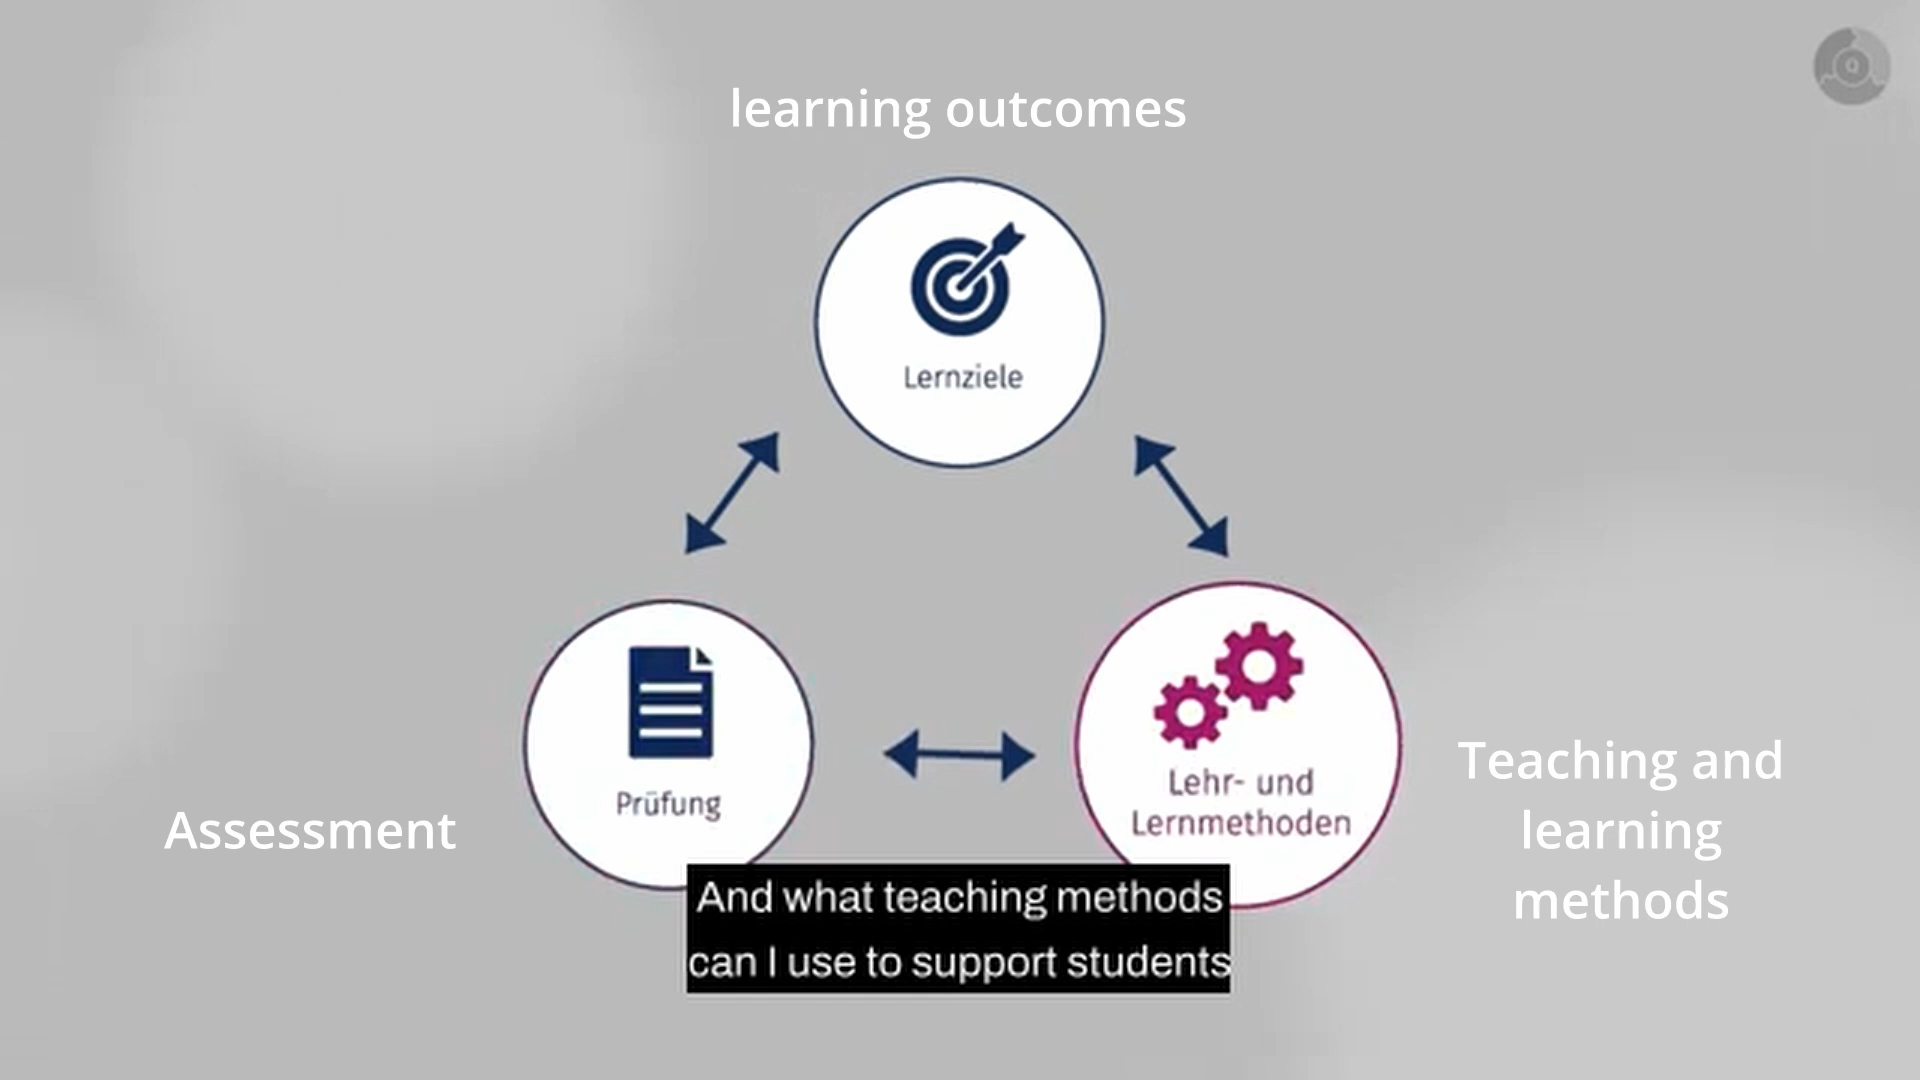 learning outcomes
Lernziele
Prüfung
Assessment
Lehr- und
Lernmethoden
Teaching and
learning
methods
And what teaching methods
can I use to support students